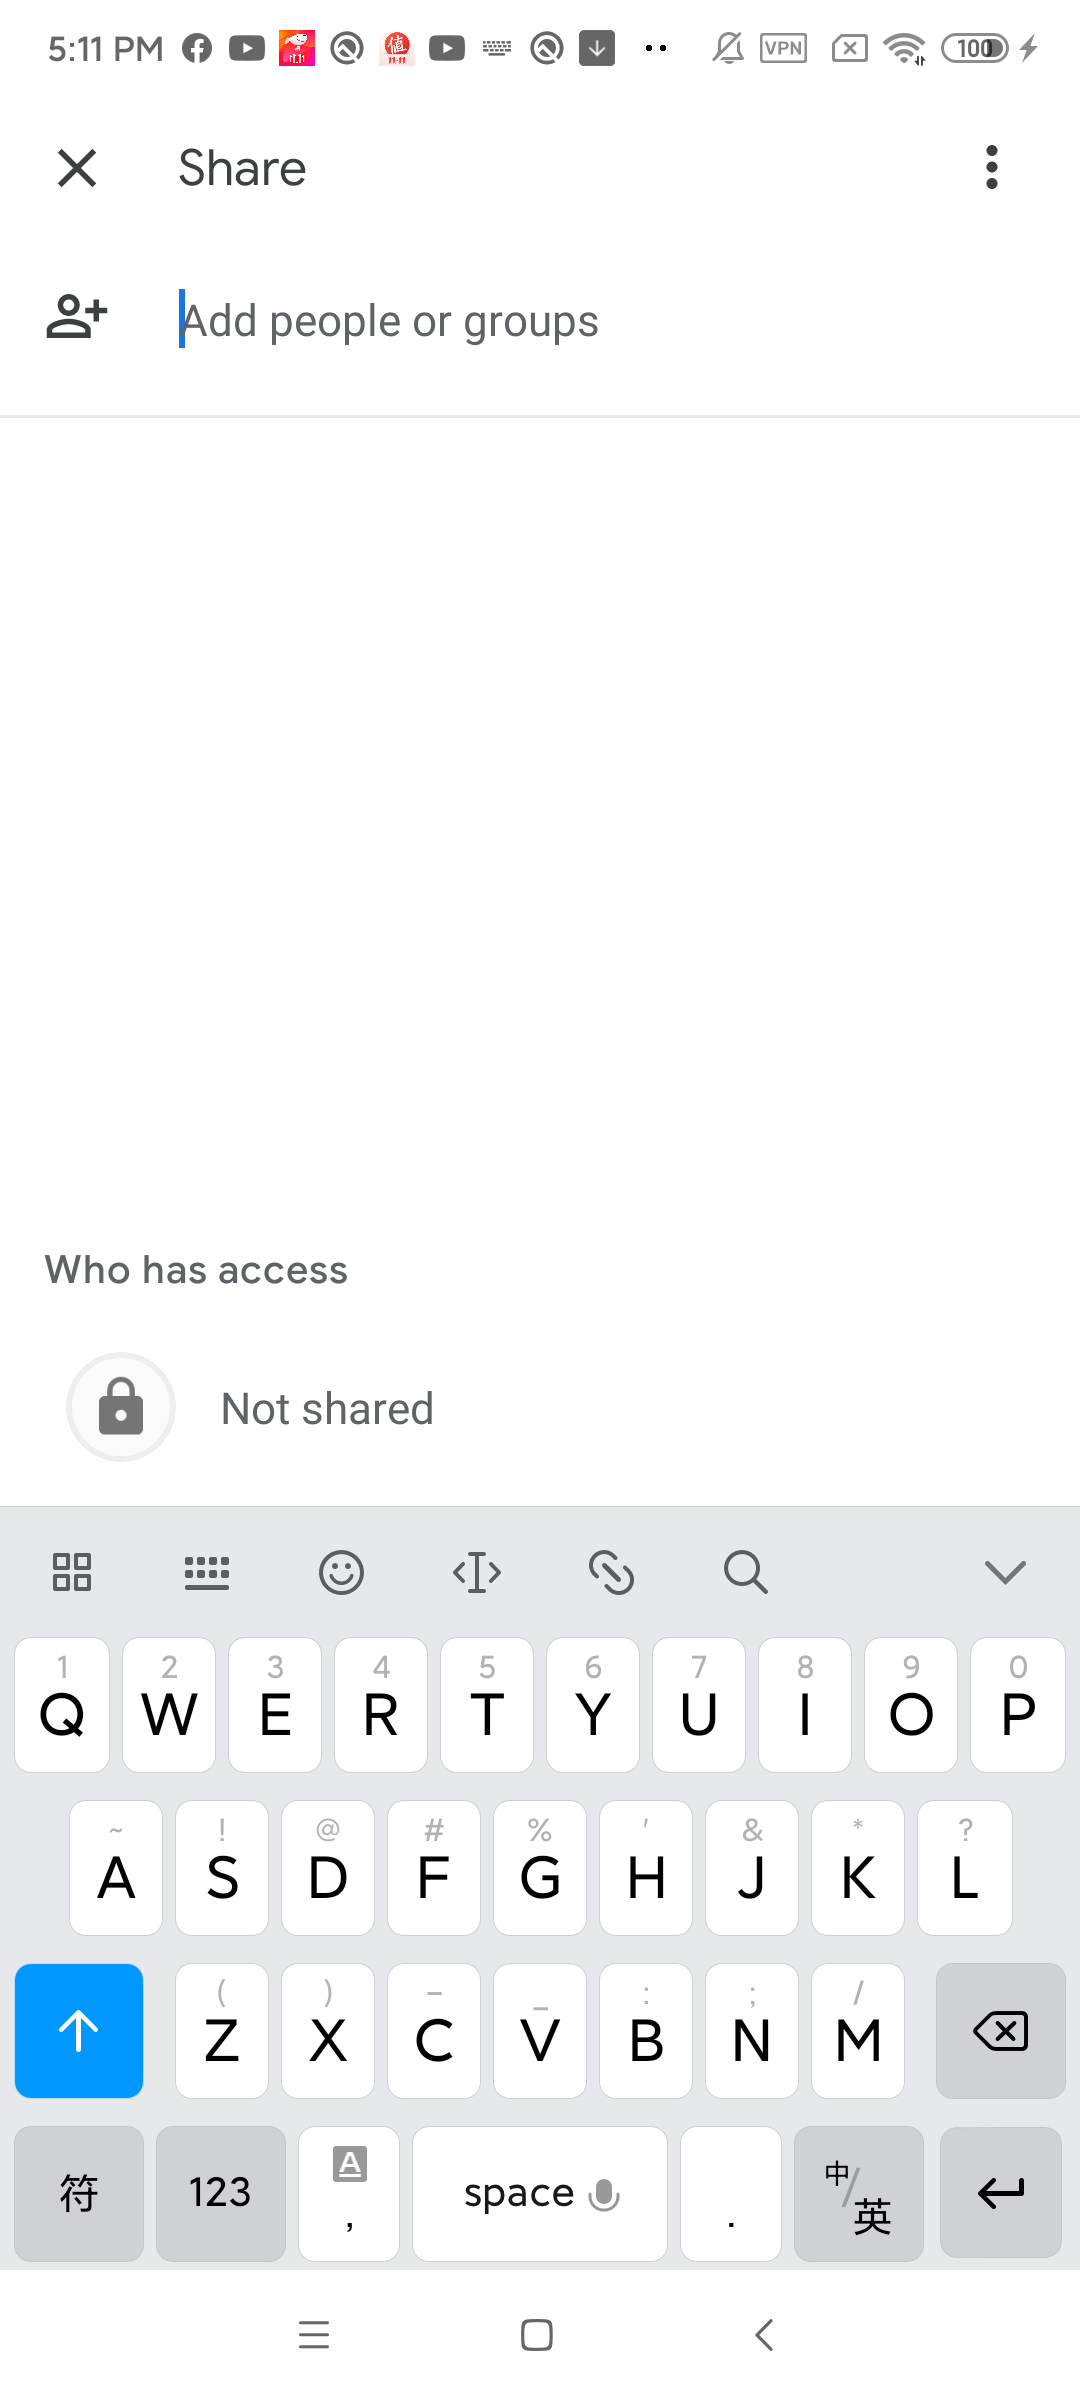 5:11 PM VPN 100
Share
Add people or groups
Who has access
Not shared
1 2 3 4 5 6 7 8 9 0
Q W E R T Y U I O P
~ ! @ # % ' & * ?
A S D F G H J K L
( ) – _ : ; /
Z X C V B N M
符 123 A , space . 中/英